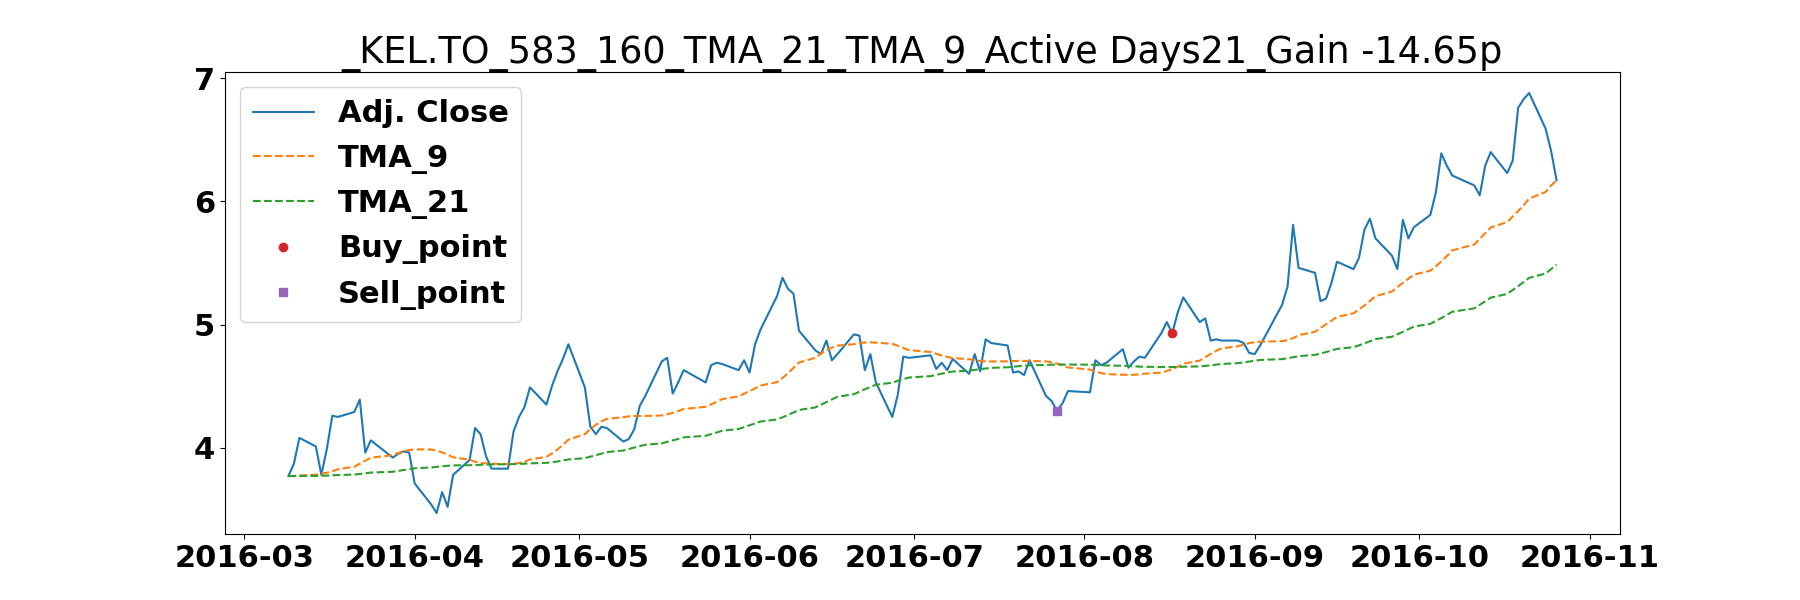 _KEL.TO_583_160_TMA_21_TMA_9_Active Days21_Gain -14.65p
7
6
5
4
Adj. Close
TMA_9
TMA_21
Buy_point
Sell_point
2016-03 2016-04 2016-05 2016-06 2016-07 2016-08 2016-09 2016-10 2016-11